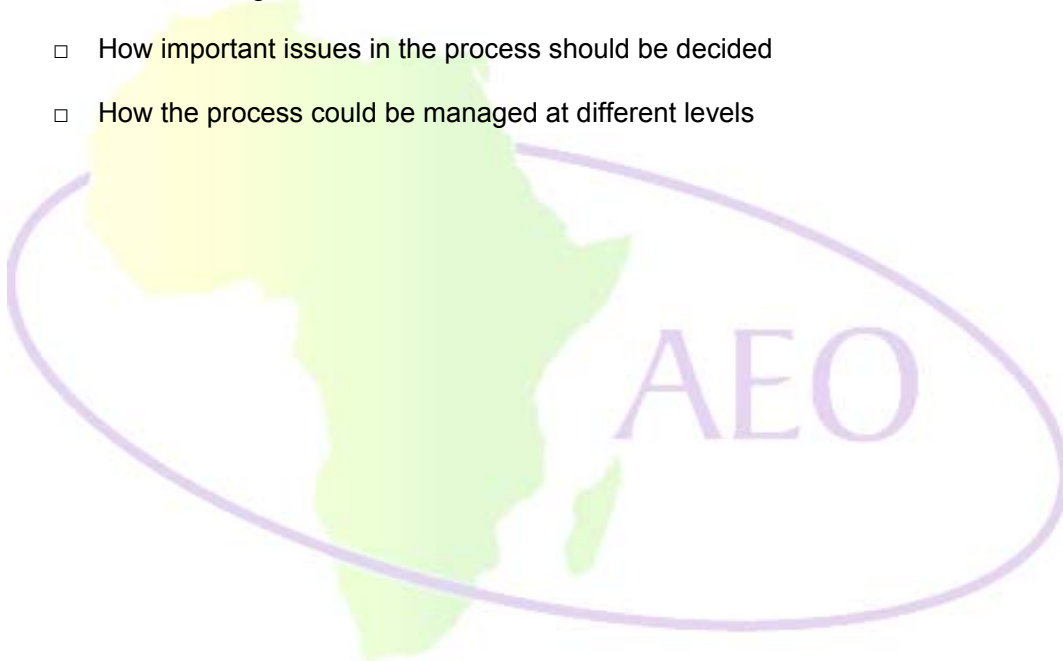 □ How important issues in the process should be decided
□ How the process could be managed at different levels
AEO